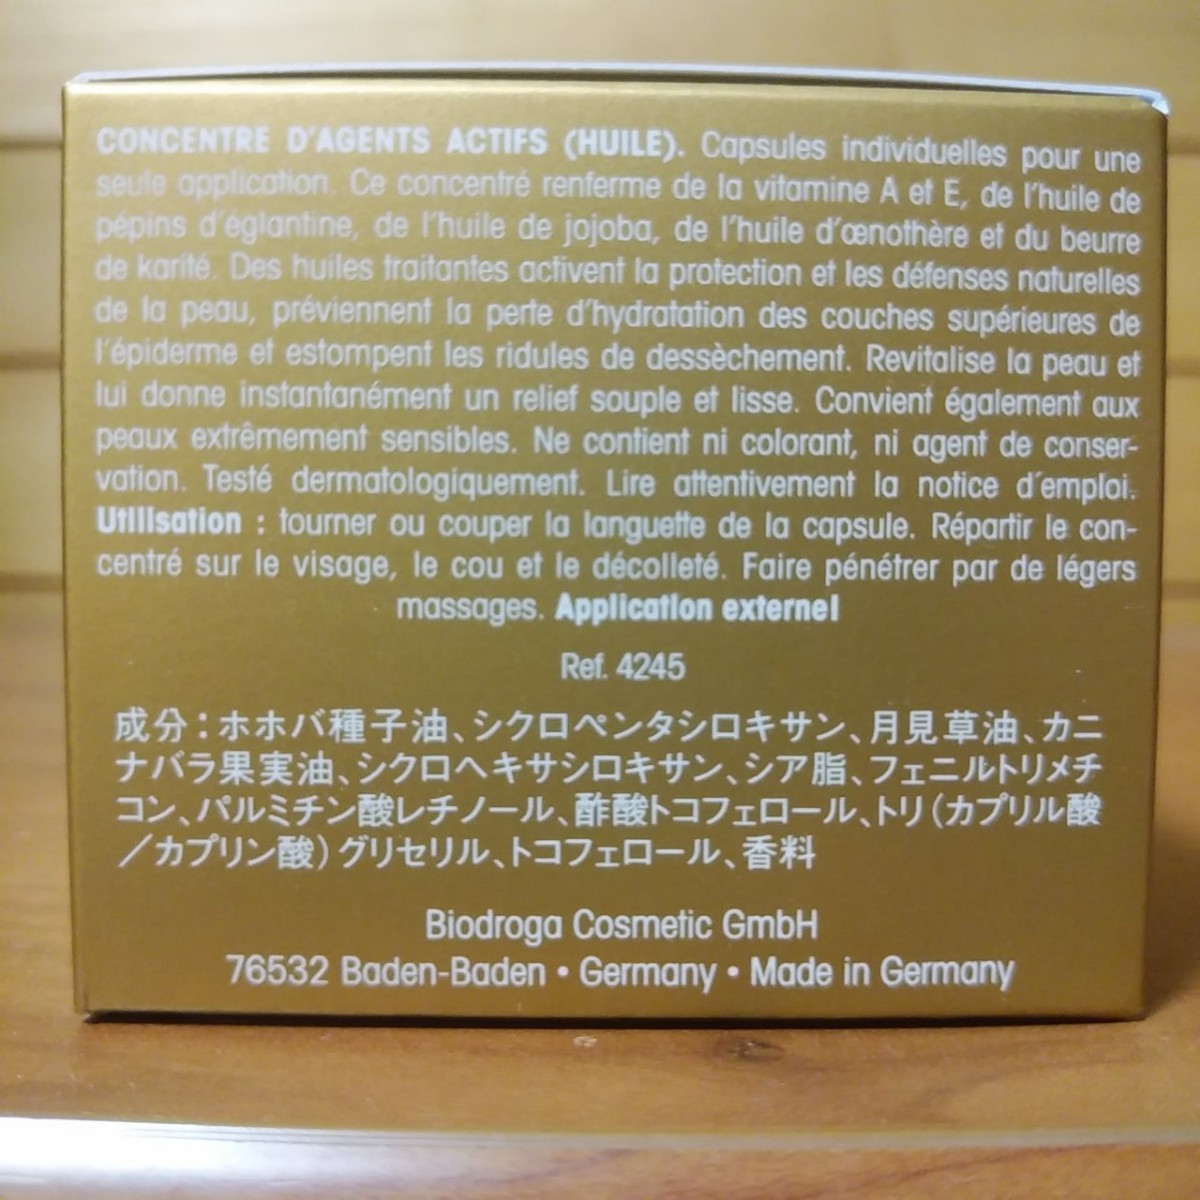 CONCENTRE D'AGENTS ACTIFS (HUILE). Capsules individuelles pour une
seule application. Ce concentré renferme de la vitamine A et E, de l'huile de
pépins d'églantine, de l'huile de jojoba, de l'huile d'œnothère et du beurre
de karité. Des huiles traitantes activent la protection et les défenses naturelles
de la peau, préviennent la perte d'hydratation des couches supérieures de
l'épiderme et estompent les ridules de dessèchement. Revitalise la peau et
lui donne instantanément un relief souple et lisse. Convient également aux
peaux extrêmement sensibles. Ne contient ni colorant, ni agent de conser-
vation. Testé dermatologiquement. Lire attentivement la notice d'emploi.
Utilisation : tourner ou couper la languette de la capsule. Répartir le con-
centré sur le visage, le cou et le décolleté. Faire pénétrer par de légers
massages. Application externe!
Ref. 4245
成分：ホホバ種子油、シクロペンタシロキサン、月見草油、カニ
ナバラ果実油、シクロヘキサシロキサン、シア脂、フェニルトリメチ
コン、パルミチン酸レチノール、酢酸トコフェロール、トリ（カプリル酸
／カプリン酸）グリセリル、トコフェロール、香料
Biodroga Cosmetic GmbH
76532 Baden-Baden • Germany • Made in Germany